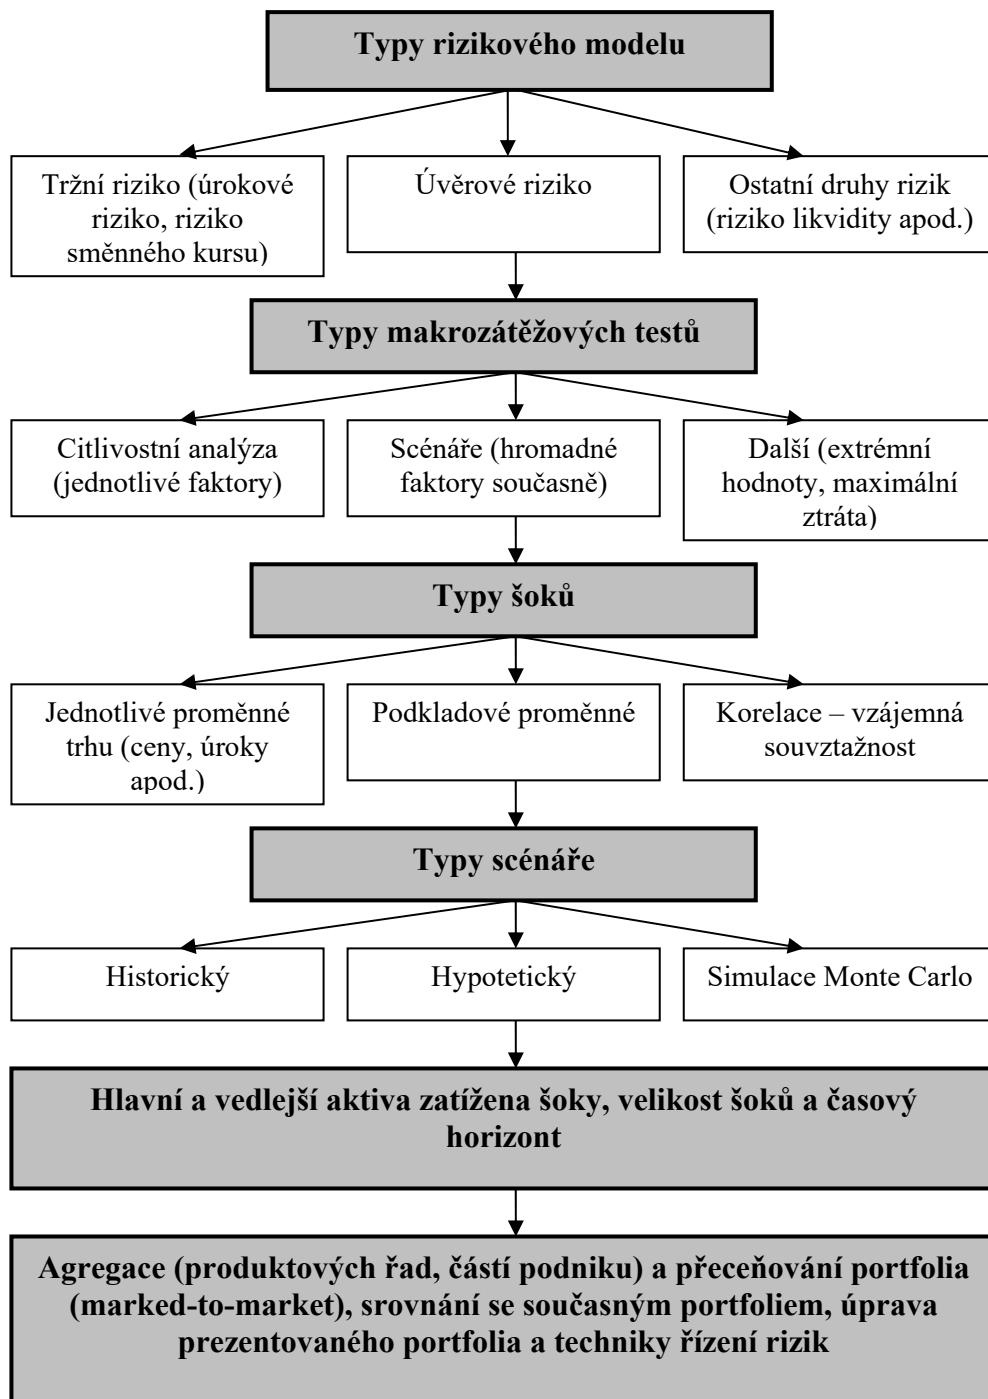 Typy rizikového modelu
Tržní riziko (úrokové
riziko, riziko
směnného kursu)
Úvěrové riziko
Ostatní druhy rizik
(riziko likvidity apod.)
Typy makrozátěžových testů
Citlivostní analýza
(jednotlivé faktory)
Scénáře (hromadné
faktory současně)
Další (extrémní
hodnoty, maximální
ztráta)
Typy šoků
Jednotlivé proměnné
trhu (ceny, úroky
apod.)
Podkladové proměnné
Korelace – vzájemná
souvztažnost
Typy scénáře
Historický
Hypotetický
Simulace Monte Carlo
Hlavní a vedlejší aktiva zatížena šoky, velikost šoků a časový
horizont
Agregace (produktových řad, částí podniku) a přeceňování portfolia
(marked-to-market), srovnání se současným portfoliem, úprava
prezentovaného portfolia a techniky řízení rizik